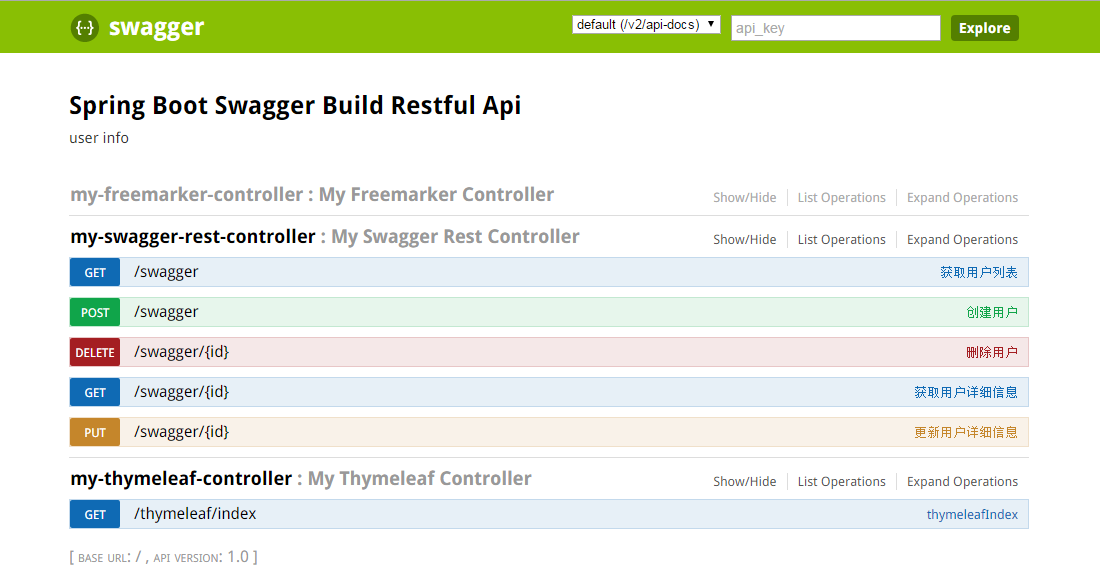 {··} swagger default (/v2/api-docs) ▼ api_key Explore
Spring Boot Swagger Build Restful Api
user info
my-freemarker-controller : My Freemarker Controller Show/Hide List Operations Expand Operations
my-swagger-rest-controller : My Swagger Rest Controller Show/Hide List Operations Expand Operations
GET /swagger 获取用户列表
POST /swagger 创建用户
DELETE /swagger/{id} 删除用户
GET /swagger/{id} 获取用户详细信息
PUT /swagger/{id} 更新用户详细信息
my-thymeleaf-controller : My Thymeleaf Controller Show/Hide List Operations Expand Operations
GET /thymeleaf/index thymeleafIndex
[ BASE URL: / , API VERSION: 1.0 ]